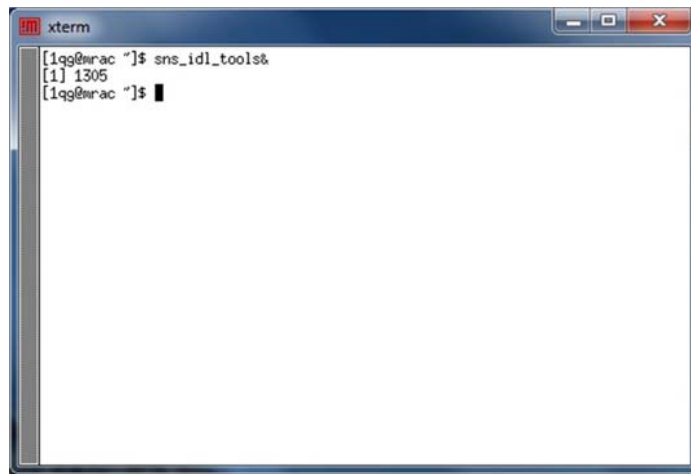 xterm
[1qg@mrac ~]$ sns_idl_tools&
[1] 1305
[1qg@mrac ~]$